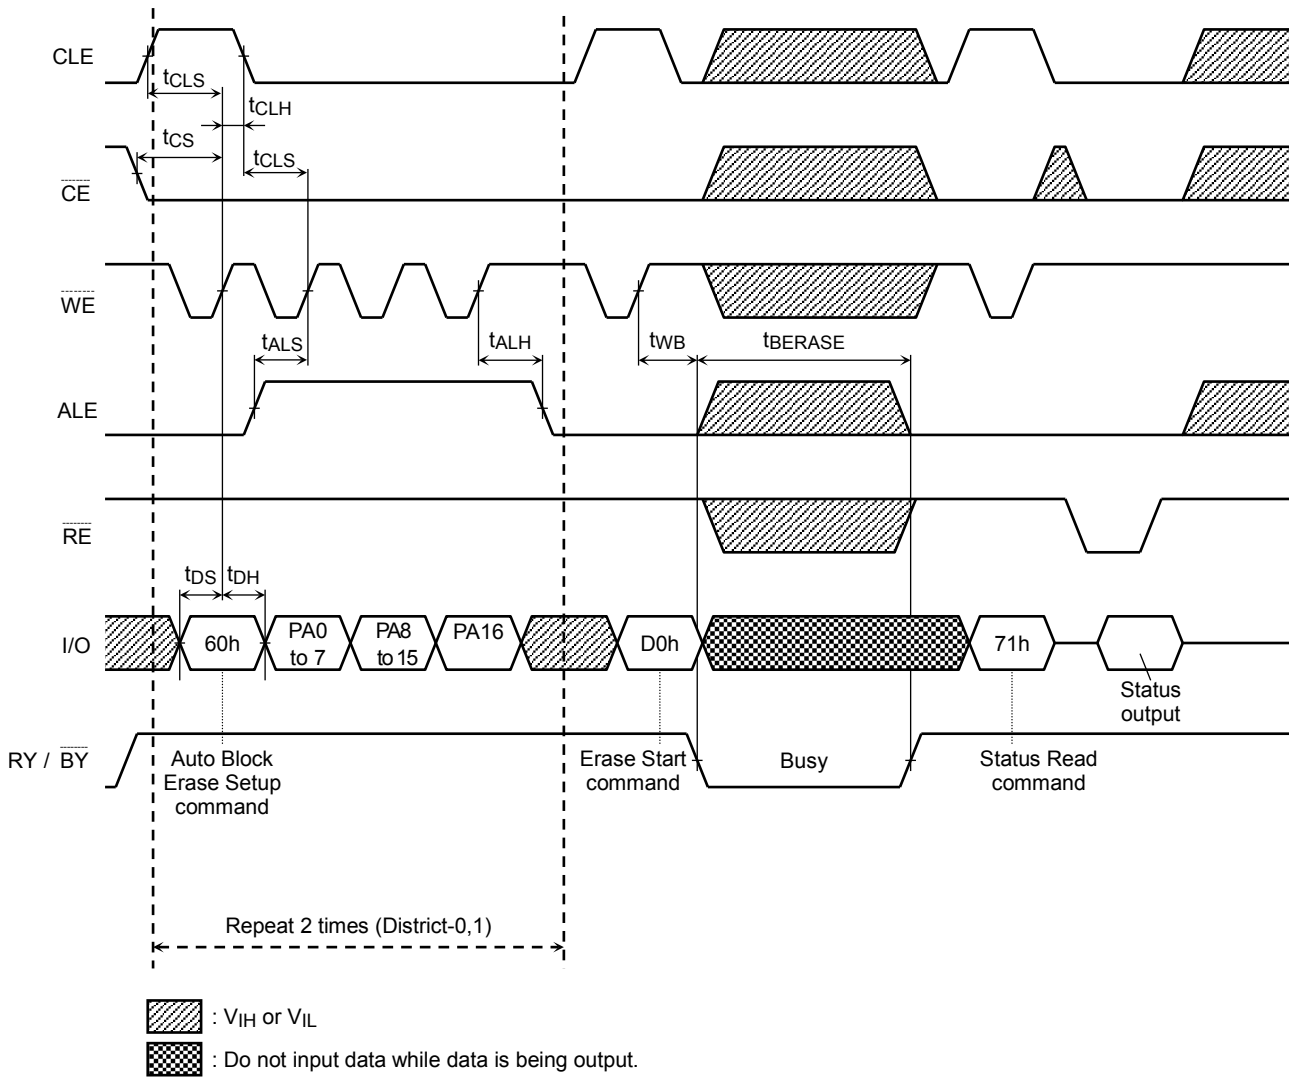 CLE
tCLS
tCLH
tCS
tCLS
CE
WE
tALS
tALH
tWB
tBERASE
ALE
RE
tDS
tDH
I/O
60h
PA0
to 7
PA8
to 15
PA16
D0h
71h
Status
output
RY / BY
Auto Block
Erase Setup
command
Erase Start
command
Busy
Status Read
command
Repeat 2 times (District-0,1)
: VIH or VIL
: Do not input data while data is being output.